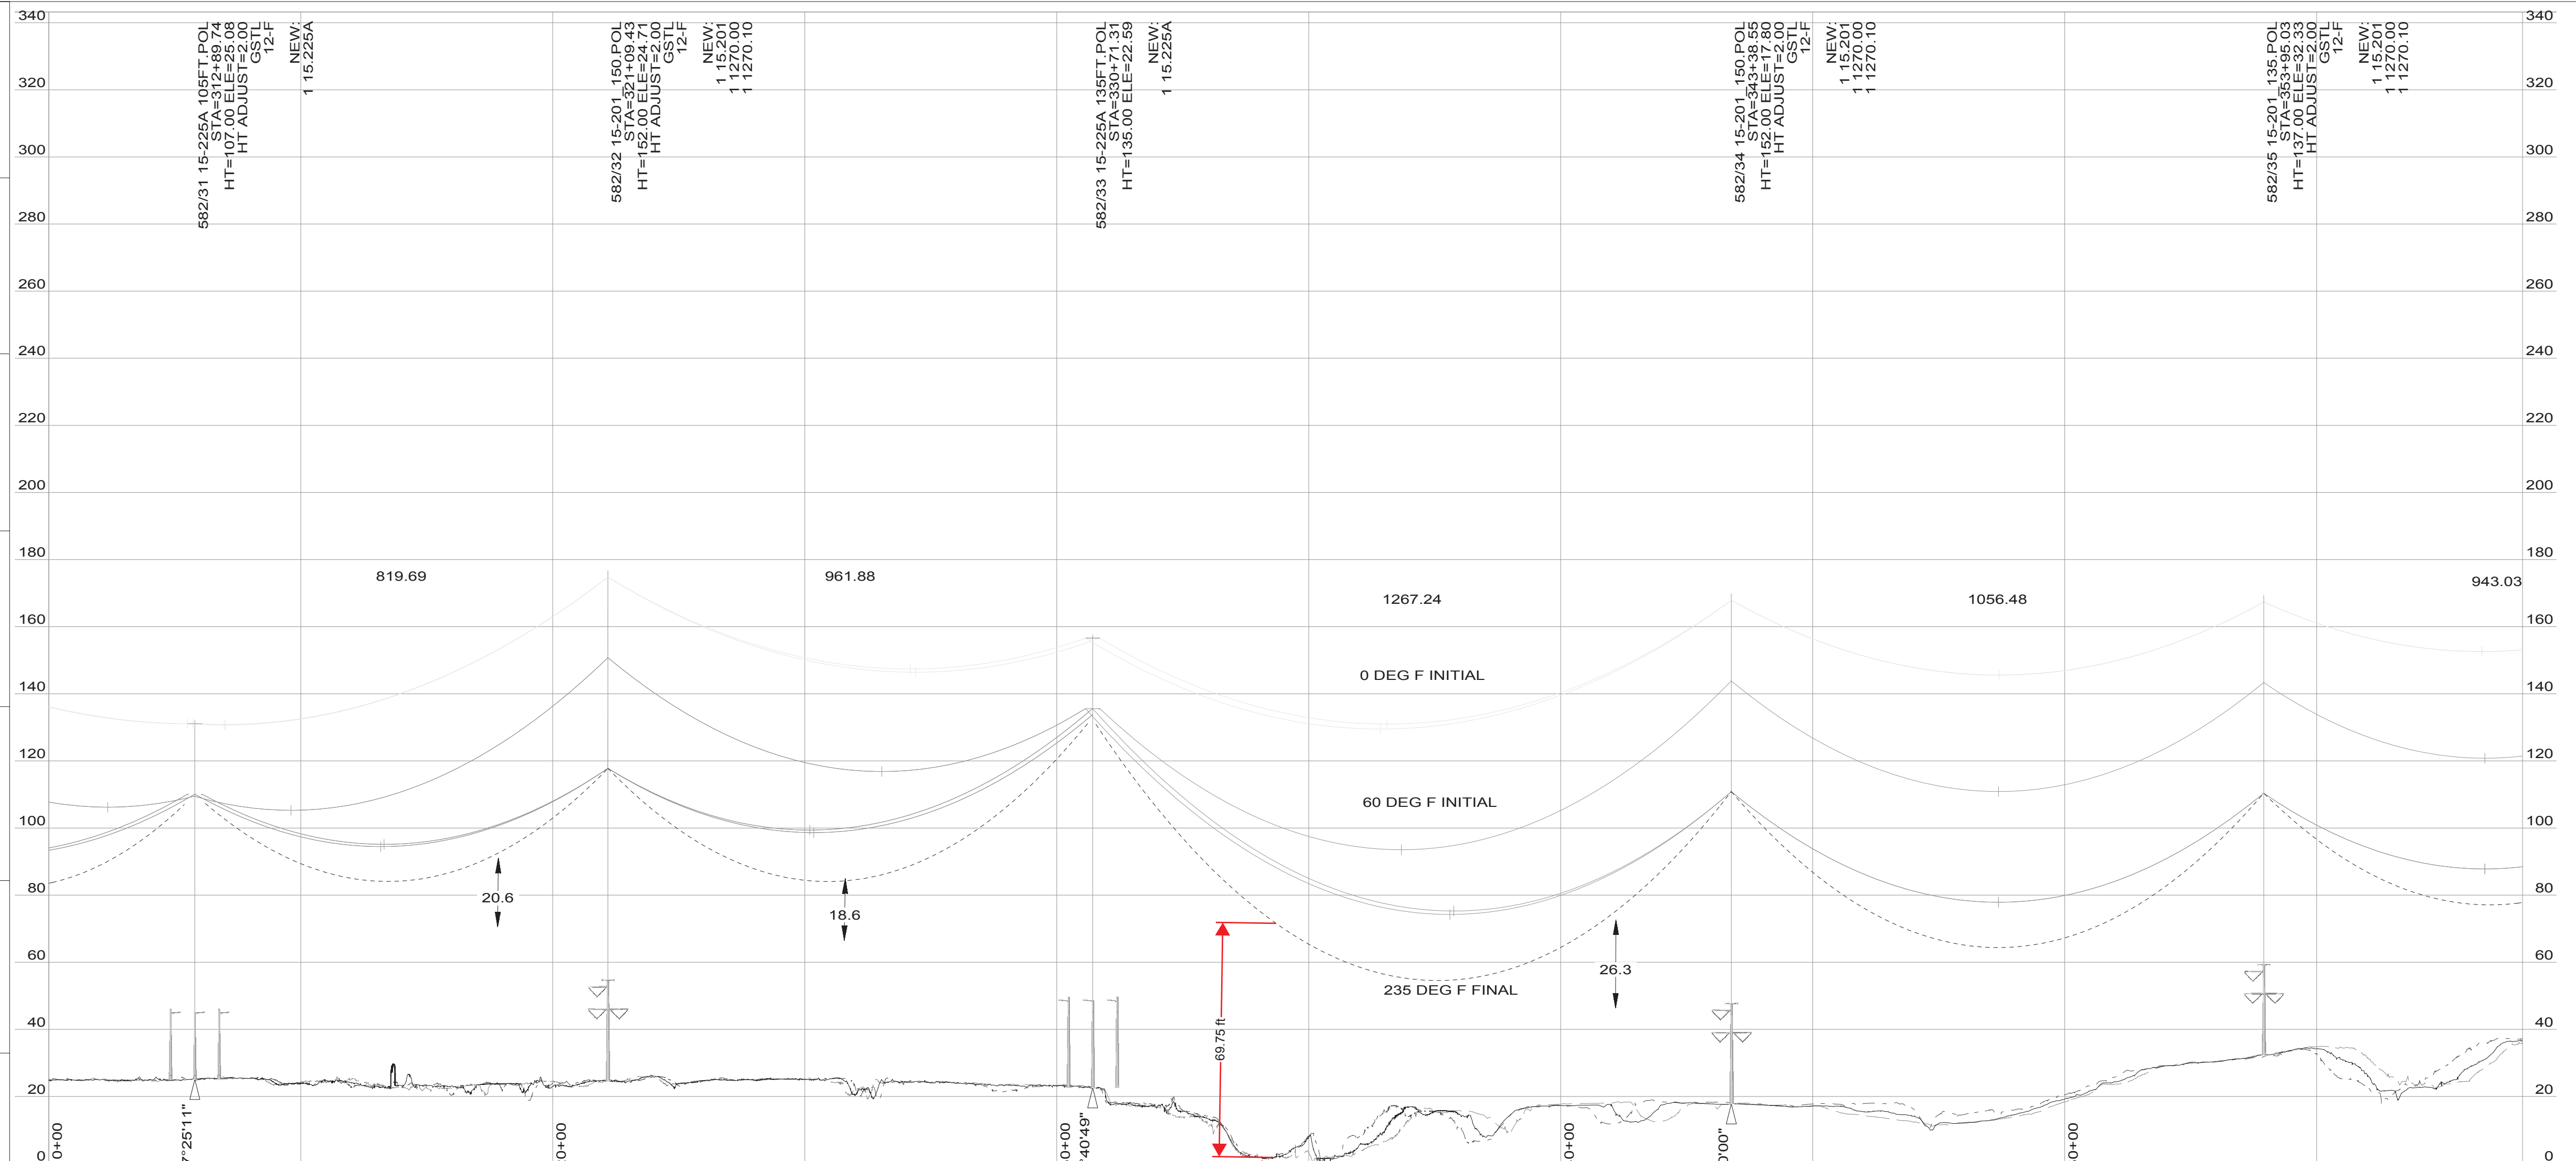 340
320
300
280
260
240
220
200
180
160
140
120
100
80
60
40
20
0
582/31 15-225A 105FT.POL
STA=312+89.74
HT=107.00 ELE=25.08
HT ADJUST=2.00
GSTL
12-F
NEW:
1 15.225A
582/32 15-201_150.POL
STA=321+09.43
HT=152.00 ELE=24.71
HT ADJUST=2.00
GSTL
12-F
NEW:
1 15.201
1 1270.00
1 1270.10
582/33 15-225A 135FT.POL
STA=330+71.31
HT=135.00 ELE=22.59
NEW:
1 15.225A
582/34 15-201_150.POL
STA=343+38.55
HT=152.00 ELE=17.80
HT ADJUST=2.00
GSTL
12-F
NEW:
1 15.201
1 1270.00
1 1270.10
582/35 15-201_135.POL
STA=353+95.03
HT=137.00 ELE=32.33
HT ADJUST=2.00
GSTL
12-F
NEW:
1 15.201
1 1270.00
1 1270.10
340
320
300
280
260
240
220
200
180
160
140
120
100
80
60
40
20
0
819.69
961.88
1267.24
1056.48
943.03
0 DEG F INITIAL
60 DEG F INITIAL
235 DEG F FINAL
20.6
18.6
26.3
69.75 ft
0+00
7°25'1"
0+00
0+00
°40'49"
0+00
0'00"
0+00